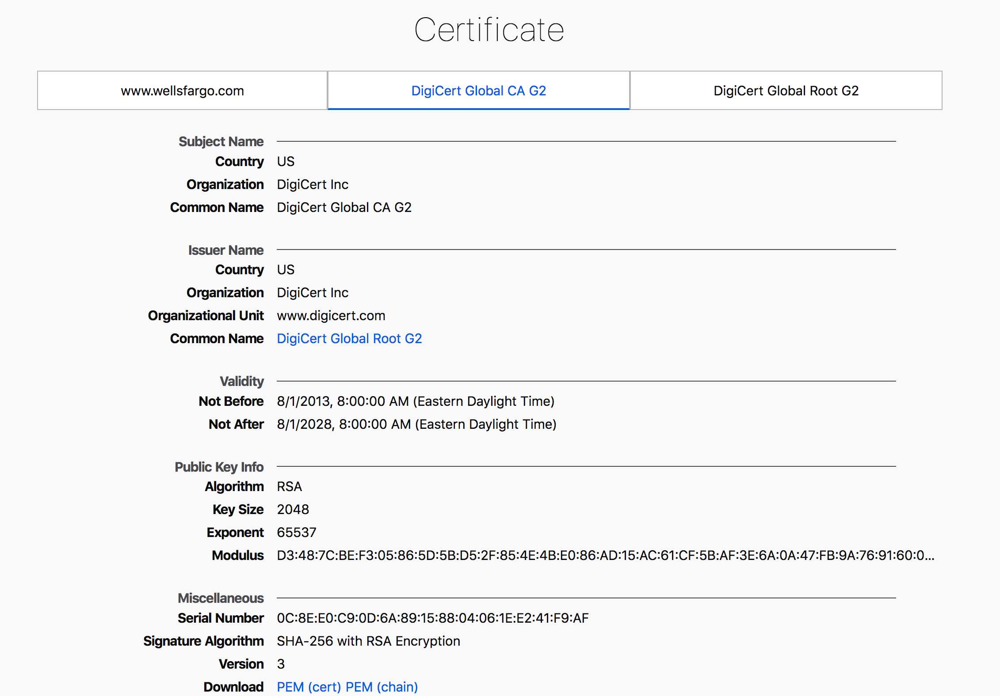 Certificate
www.wellsfargo.com
DigiCert Global CA G2
DigiCert Global Root G2
Subject Name
Country US
Organization DigiCert Inc
Common Name DigiCert Global CA G2
Issuer Name
Country US
Organization DigiCert Inc
Organizational Unit www.digicert.com
Common Name DigiCert Global Root G2
Validity
Not Before 8/1/2013, 8:00:00 AM (Eastern Daylight Time)
Not After 8/1/2028, 8:00:00 AM (Eastern Daylight Time)
Public Key Info
Algorithm RSA
Key Size 2048
Exponent 65537
Modulus D3:48:7C:BE:F3:05:86:5D:5B:D5:2F:85:4E:4B:E0:86:AD:15:AC:61:CF:5B:AF:3E:6A:0A:47:FB:9A:76:91:60:0...
Miscellaneous
Serial Number 0C:8E:E0:C9:0D:6A:89:15:88:04:06:1E:E2:41:F9:AF
Signature Algorithm SHA-256 with RSA Encryption
Version 3
Download PEM (cert) PEM (chain)